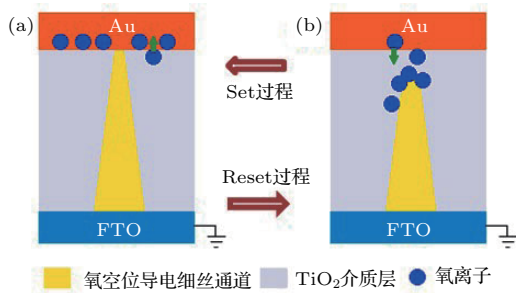 (a)
Au
(b)
Au
Set过程
Reset过程
FTO
FTO
氧空位导电细丝通道
TiO₂介质层
氧离子